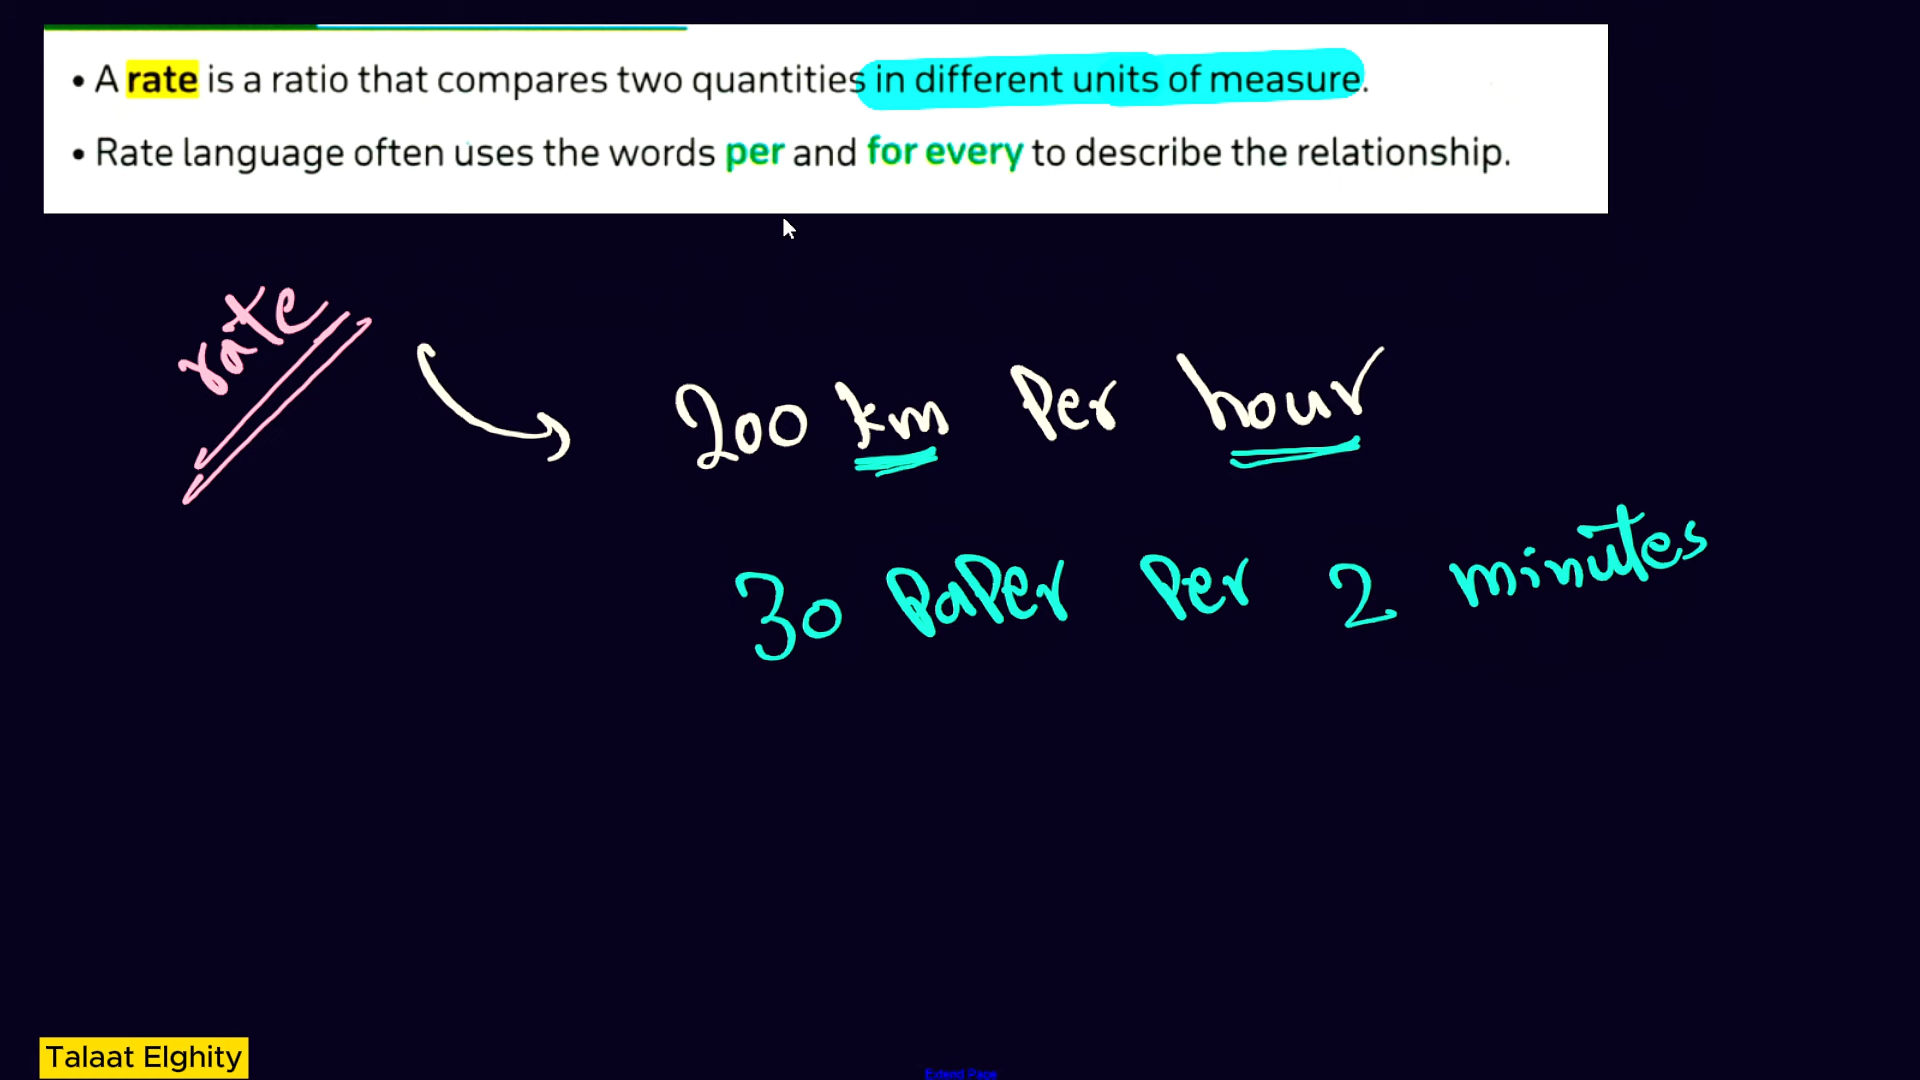 • A rate is a ratio that compares two quantities in different units of measure.
• Rate language often uses the words per and for every to describe the relationship.
rate
200 km Per hour
30 PaPer Per 2 minutes
Talaat Elghity
Extend Page